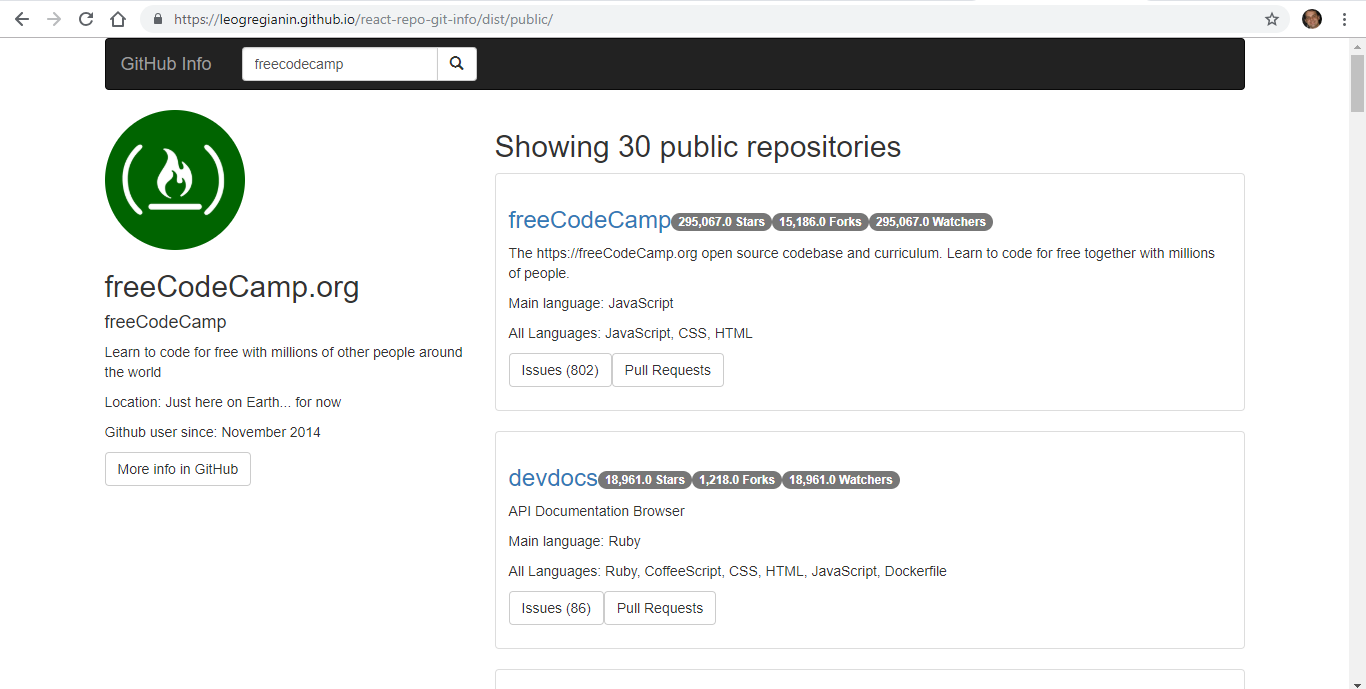 https://leogregianin.github.io/react-repo-git-info/dist/public/
GitHub Info
freecodecamp
freeCodeCamp.org
freeCodeCamp
Learn to code for free with millions of other people around
the world
Location: Just here on Earth... for now
Github user since: November 2014
More info in GitHub
Showing 30 public repositories
freeCodeCamp 295,067.0 Stars 15,186.0 Forks 295,067.0 Watchers
The https://freeCodeCamp.org open source codebase and curriculum. Learn to code for free together with millions
of people.
Main language: JavaScript
All Languages: JavaScript, CSS, HTML
Issues (802) Pull Requests
devdocs 18,961.0 Stars 1,218.0 Forks 18,961.0 Watchers
API Documentation Browser
Main language: Ruby
All Languages: Ruby, CoffeeScript, CSS, HTML, JavaScript, Dockerfile
Issues (86) Pull Requests